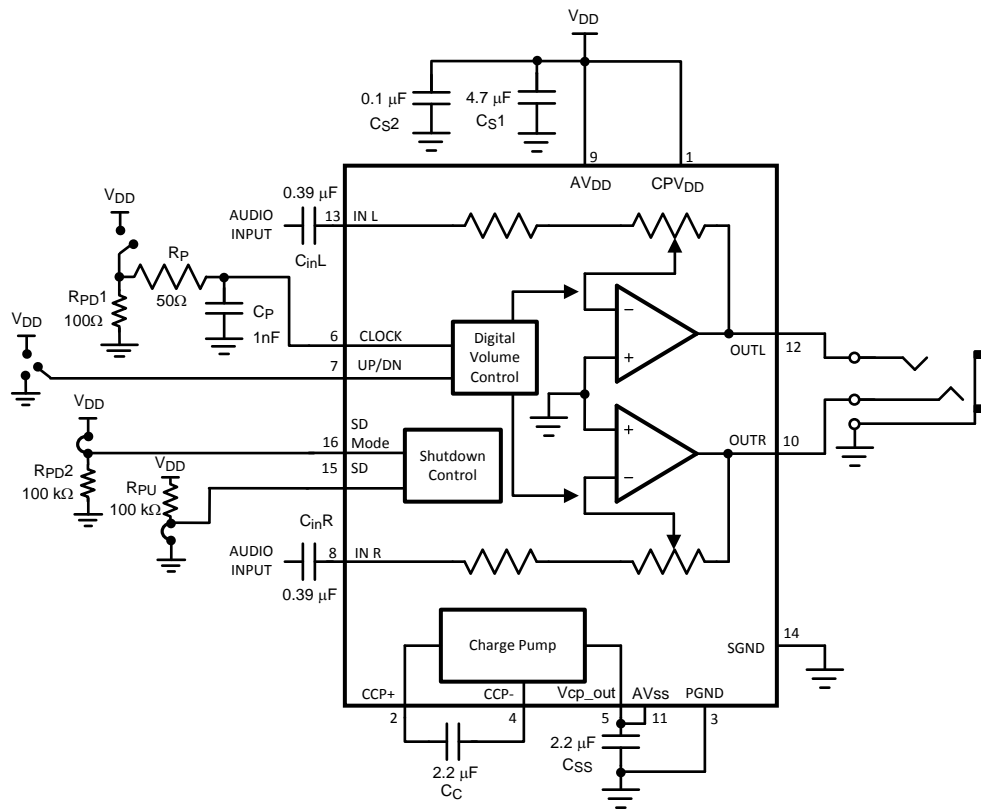 VDD
0.1 µF
CS2
4.7 µF
CS1
9
1
AVDD
CPVDD
0.39 µF
AUDIO
INPUT
13
IN L
CinL
VDD
RP
50Ω
RPD1
100Ω
CP
1nF
VDD
6
CLOCK
7
UP/DN
Digital
Volume
Control
−
+
OUTL
12
+
−
OUTR
10
VDD
SD
Mode
16
15
SD
Shutdown
Control
RPD2
100 kΩ
VDD
RPU
100 kΩ
CinR
AUDIO
INPUT
8
IN R
0.39 µF
Charge Pump
14
SGND
CCP+
CCP-
Vcp_out
AVss
PGND
2
4
5
11
3
2.2 µF
CC
2.2 µF
CSS